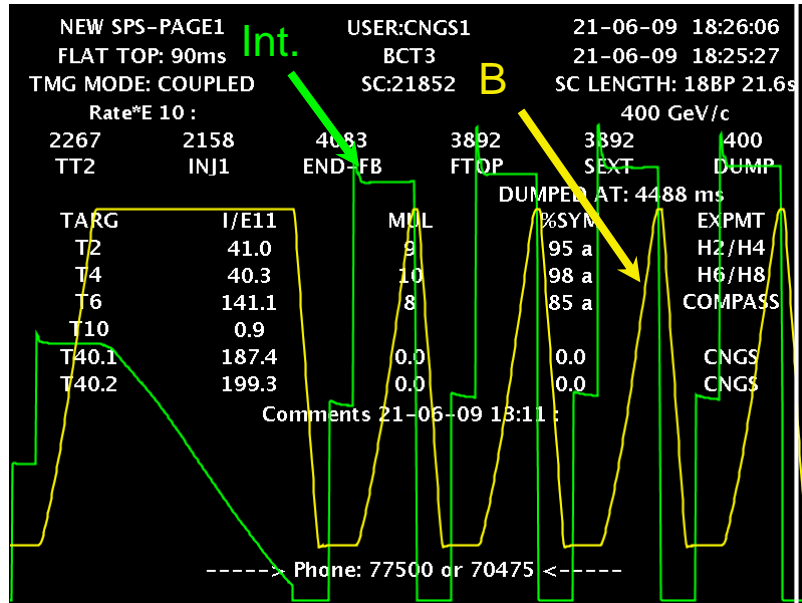 NEW SPS-PAGE1 USER:CNGS1 21-06-09 18:26:06
Int.
FLAT TOP: 90ms BCT3 21-06-09 18:25:27
TMG MODE: COUPLED SC:21852 B SC LENGTH: 18BP 21.6s
Rate*E 10 : 400 GeV/c
2267 2158 4083 3892 3892 400
TT2 INJ1 END-FB FTOP SEXT DUMP
DUMPED AT: 4488 ms
TARG I/E11 MUL %SYM EXPMT
T2 41.0 9 95 a H2/H4
T4 40.3 10 98 a H6/H8
T6 141.1 8 85 a COMPASS
T10 0.9
T40.1 187.4 0.0 0.0 CNGS
T40.2 199.3 0.0 0.0 CNGS
Comments 21-06-09 13:11 :
-----> Phone: 77500 or 70475 <-----